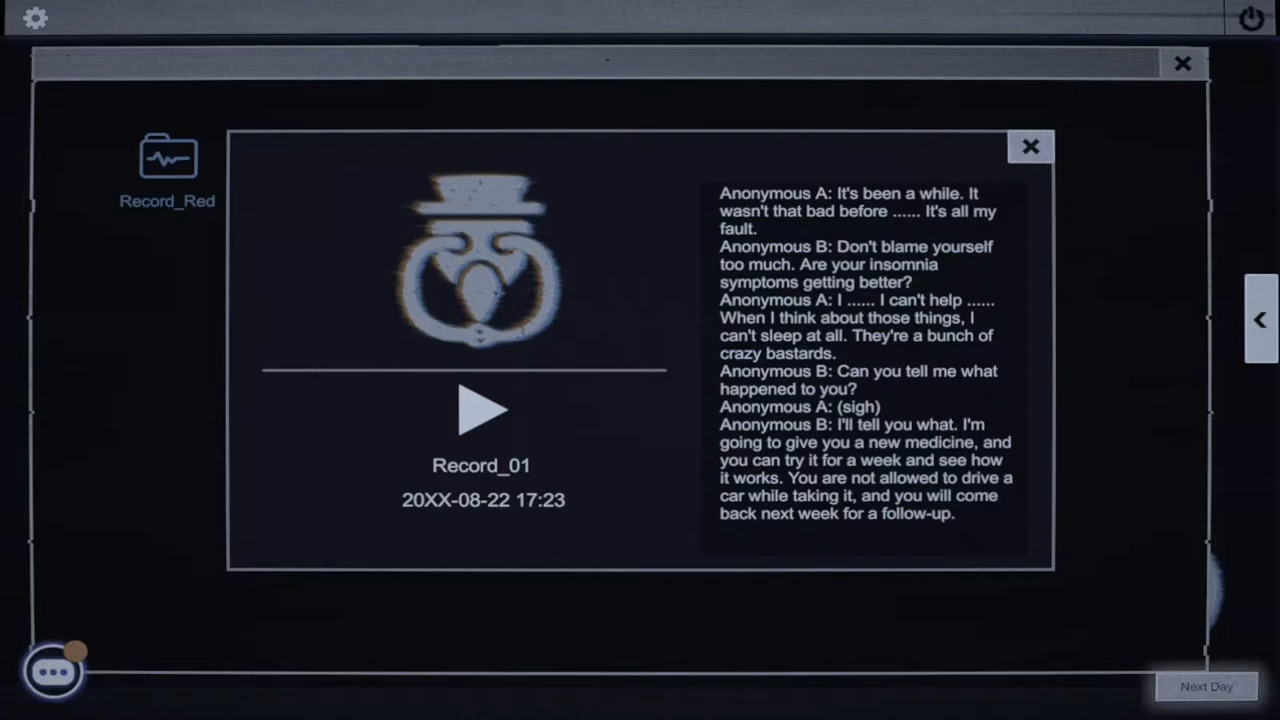 Record_Red
Anonymous A: It's been a while. It
wasn't that bad before ...... It's all my
fault.
Anonymous B: Don't blame yourself
too much. Are your insomnia
symptoms getting better?
Anonymous A: I ...... I can't help ......
When I think about those things, I
can't sleep at all. They're a bunch of
crazy bastards.
Anonymous B: Can you tell me what
happened to you?
Anonymous A: (sigh)
Anonymous B: I'll tell you what. I'm
going to give you a new medicine, and
you can try it for a week and see how
it works. You are not allowed to drive a
car while taking it, and you will come
back next week for a follow-up.
Record_01
20XX-08-22 17:23
Next Day